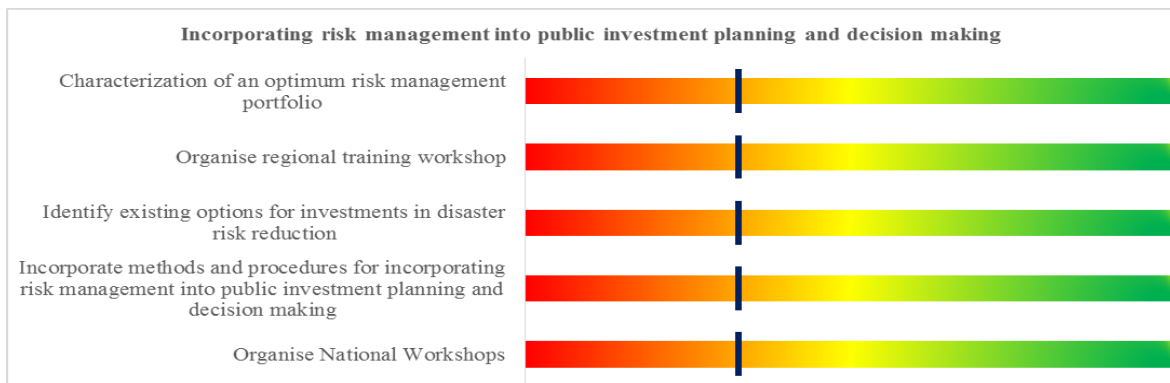 Incorporating risk management into public investment planning and decision making
Characterization of an optimum risk management
portfolio
Organise regional training workshop
Identify existing options for investments in disaster
risk reduction
Incorporate methods and procedures for incorporating
risk management into public investment planning and
decision making
Organise National Workshops